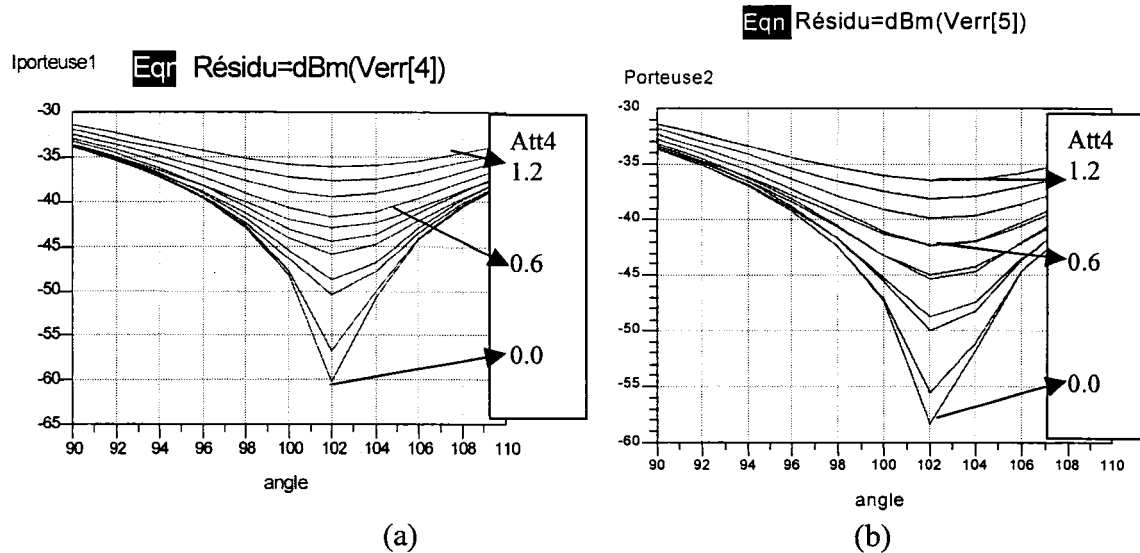 Eqn Résidu=dBm(Verr[5])
Iporteuse1
Eqn Résidu=dBm(Verr[4])
Porteuse2
-30
-35
-40
-45
-50
-55
-60
-65
90 92 94 96 98 100 102 104 106 108 110
angle
Att4
1.2
0.6
0.0
(a)
-30
-35
-40
-45
-50
-55
-60
90 92 94 96 98 100 102 104 106 108 110
angle
Att4
1.2
0.6
0.0
(b)